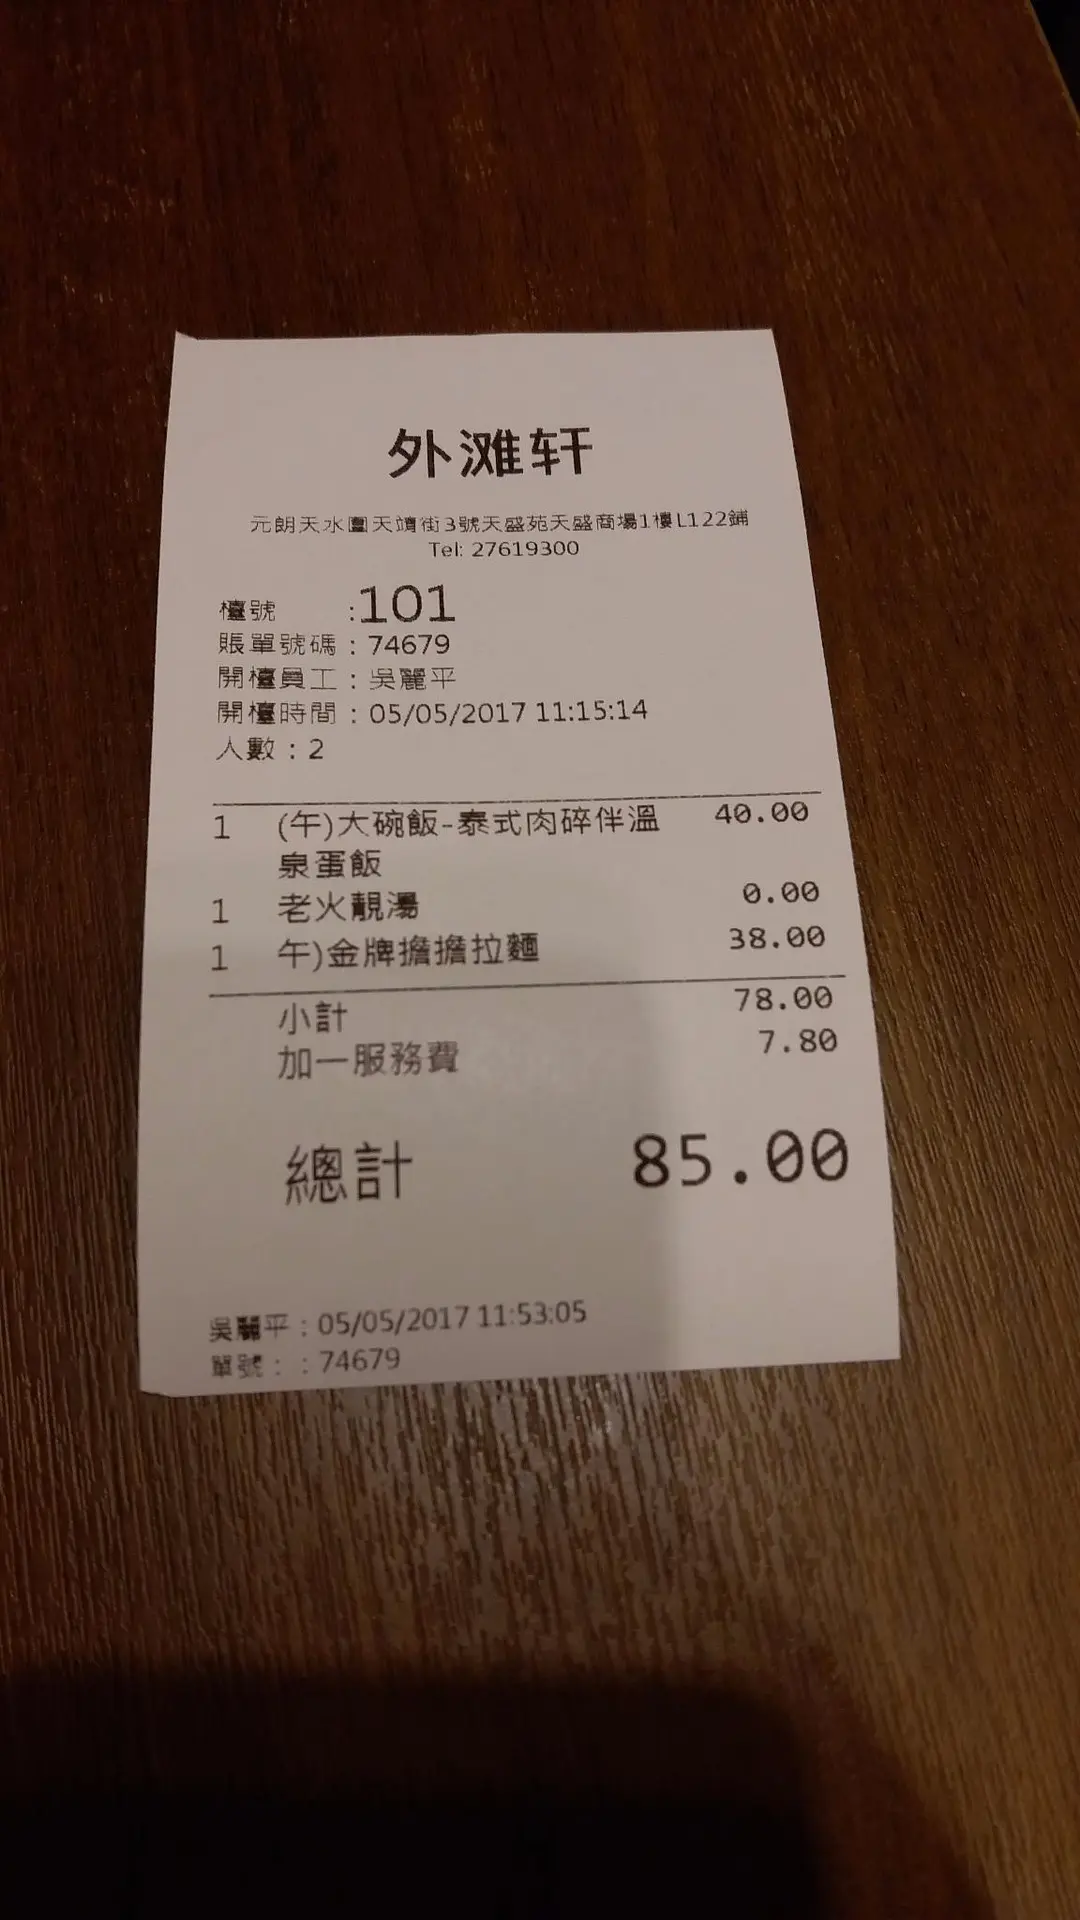 外滩轩
元朗天水圍天靖街3號天盛苑天盛商場1樓L122鋪
Tel: 27619300
檯號 :101
賬單號碼 : 74679
開檯員工 : 吳麗平
開檯時間 : 05/05/2017 11:15:14
人數 : 2
1 (午)大碗飯-泰式肉碎伴溫 40.00
泉蛋飯
1 老火靚湯 0.00
1 午)金牌擔擔拉麵 38.00
小計 78.00
加一服務費 7.80
總計 85.00
吳麗平 : 05/05/2017 11:53:05
單號 : : 74679